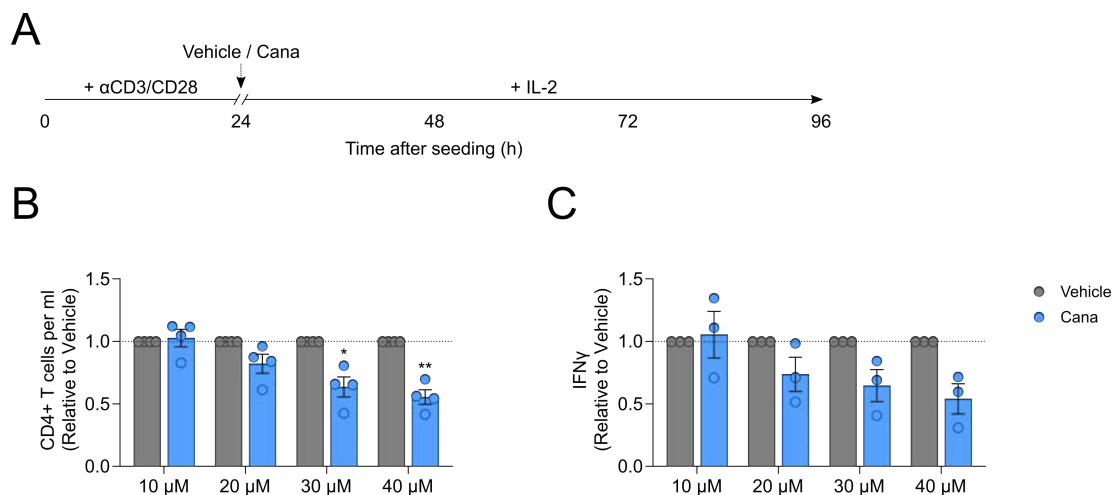 A
Vehicle / Cana
+ αCD3/CD28
+ IL-2
0 24 48 72 96
Time after seeding (h)
B
CD4+ T cells per ml
(Relative to Vehicle)
1.5
1.0
0.5
0.0
*
**
10 µM 20 µM 30 µM 40 µM
C
IFNγ
(Relative to Vehicle)
1.5
1.0
0.5
0.0
10 µM 20 µM 30 µM 40 µM
Vehicle
Cana